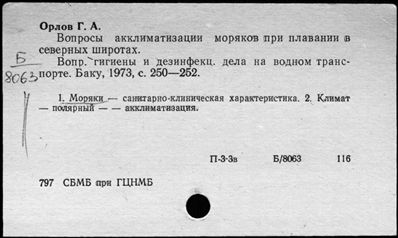 Орлов Г. А.
Вопросы акклиматизации моряков при плавании в
северных широтах.
Б
8063
Вопр. гигиены и дезинфекц. дела на водном транс-
порте. Баку, 1973, с. 250—252.
1. Моряки — санитарно-клиническая характеристика. 2. Климат
— полярный — — акклиматизация.
П-3-3в Б/8063 116
797 СБМБ при ГЦНМБ